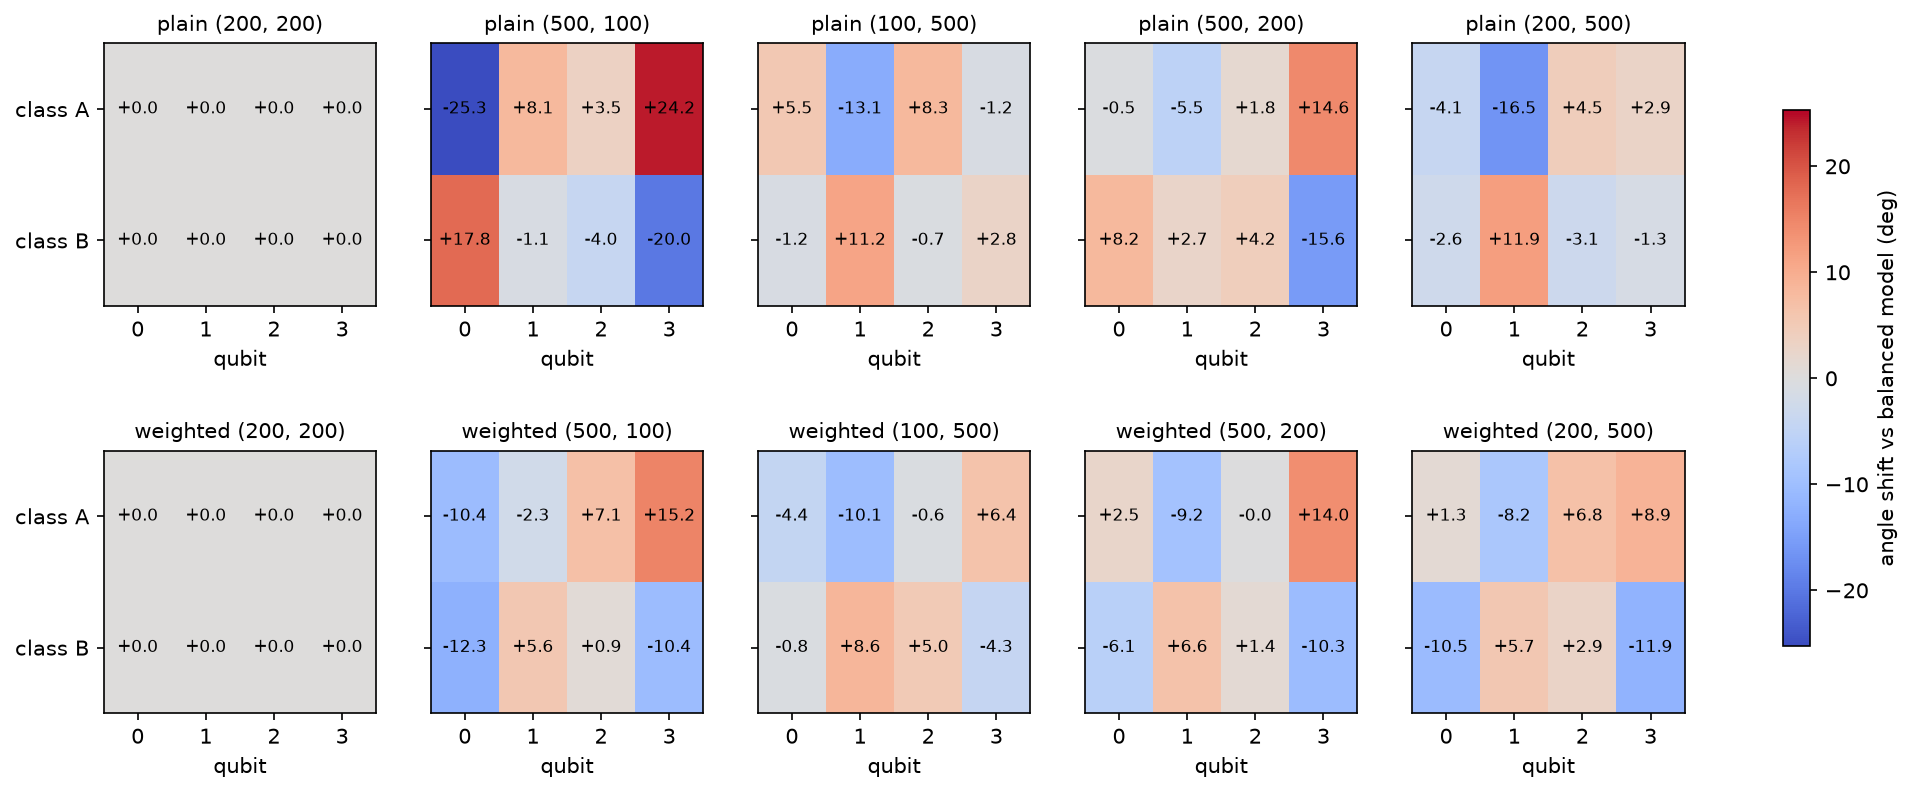 plain (200, 200) plain (500, 100) plain (100, 500) plain (500, 200) plain (200, 500)
class A +0.0 +0.0 +0.0 +0.0 -25.3 +8.1 +3.5 +24.2 +5.5 -13.1 +8.3 -1.2 -0.5 -5.5 +1.8 +14.6 -4.1 -16.5 +4.5 +2.9
class B +0.0 +0.0 +0.0 +0.0 +17.8 -1.1 -4.0 -20.0 -1.2 +11.2 -0.7 +2.8 +8.2 +2.7 +4.2 -15.6 -2.6 +11.9 -3.1 -1.3
0 1 2 3 0 1 2 3 0 1 2 3 0 1 2 3 0 1 2 3
qubit qubit qubit qubit qubit
weighted (200, 200) weighted (500, 100) weighted (100, 500) weighted (500, 200) weighted (200, 500)
class A +0.0 +0.0 +0.0 +0.0 -10.4 -2.3 +7.1 +15.2 -4.4 -10.1 -0.6 +6.4 +2.5 -9.2 -0.0 +14.0 +1.3 -8.2 +6.8 +8.9
class B +0.0 +0.0 +0.0 +0.0 -12.3 +5.6 +0.9 -10.4 -0.8 +8.6 +5.0 -4.3 -6.1 +6.6 +1.4 -10.3 -10.5 +5.7 +2.9 -11.9
0 1 2 3 0 1 2 3 0 1 2 3 0 1 2 3 0 1 2 3
qubit qubit qubit qubit qubit
20
10
0
−10
−20
angle shift vs balanced model (deg)